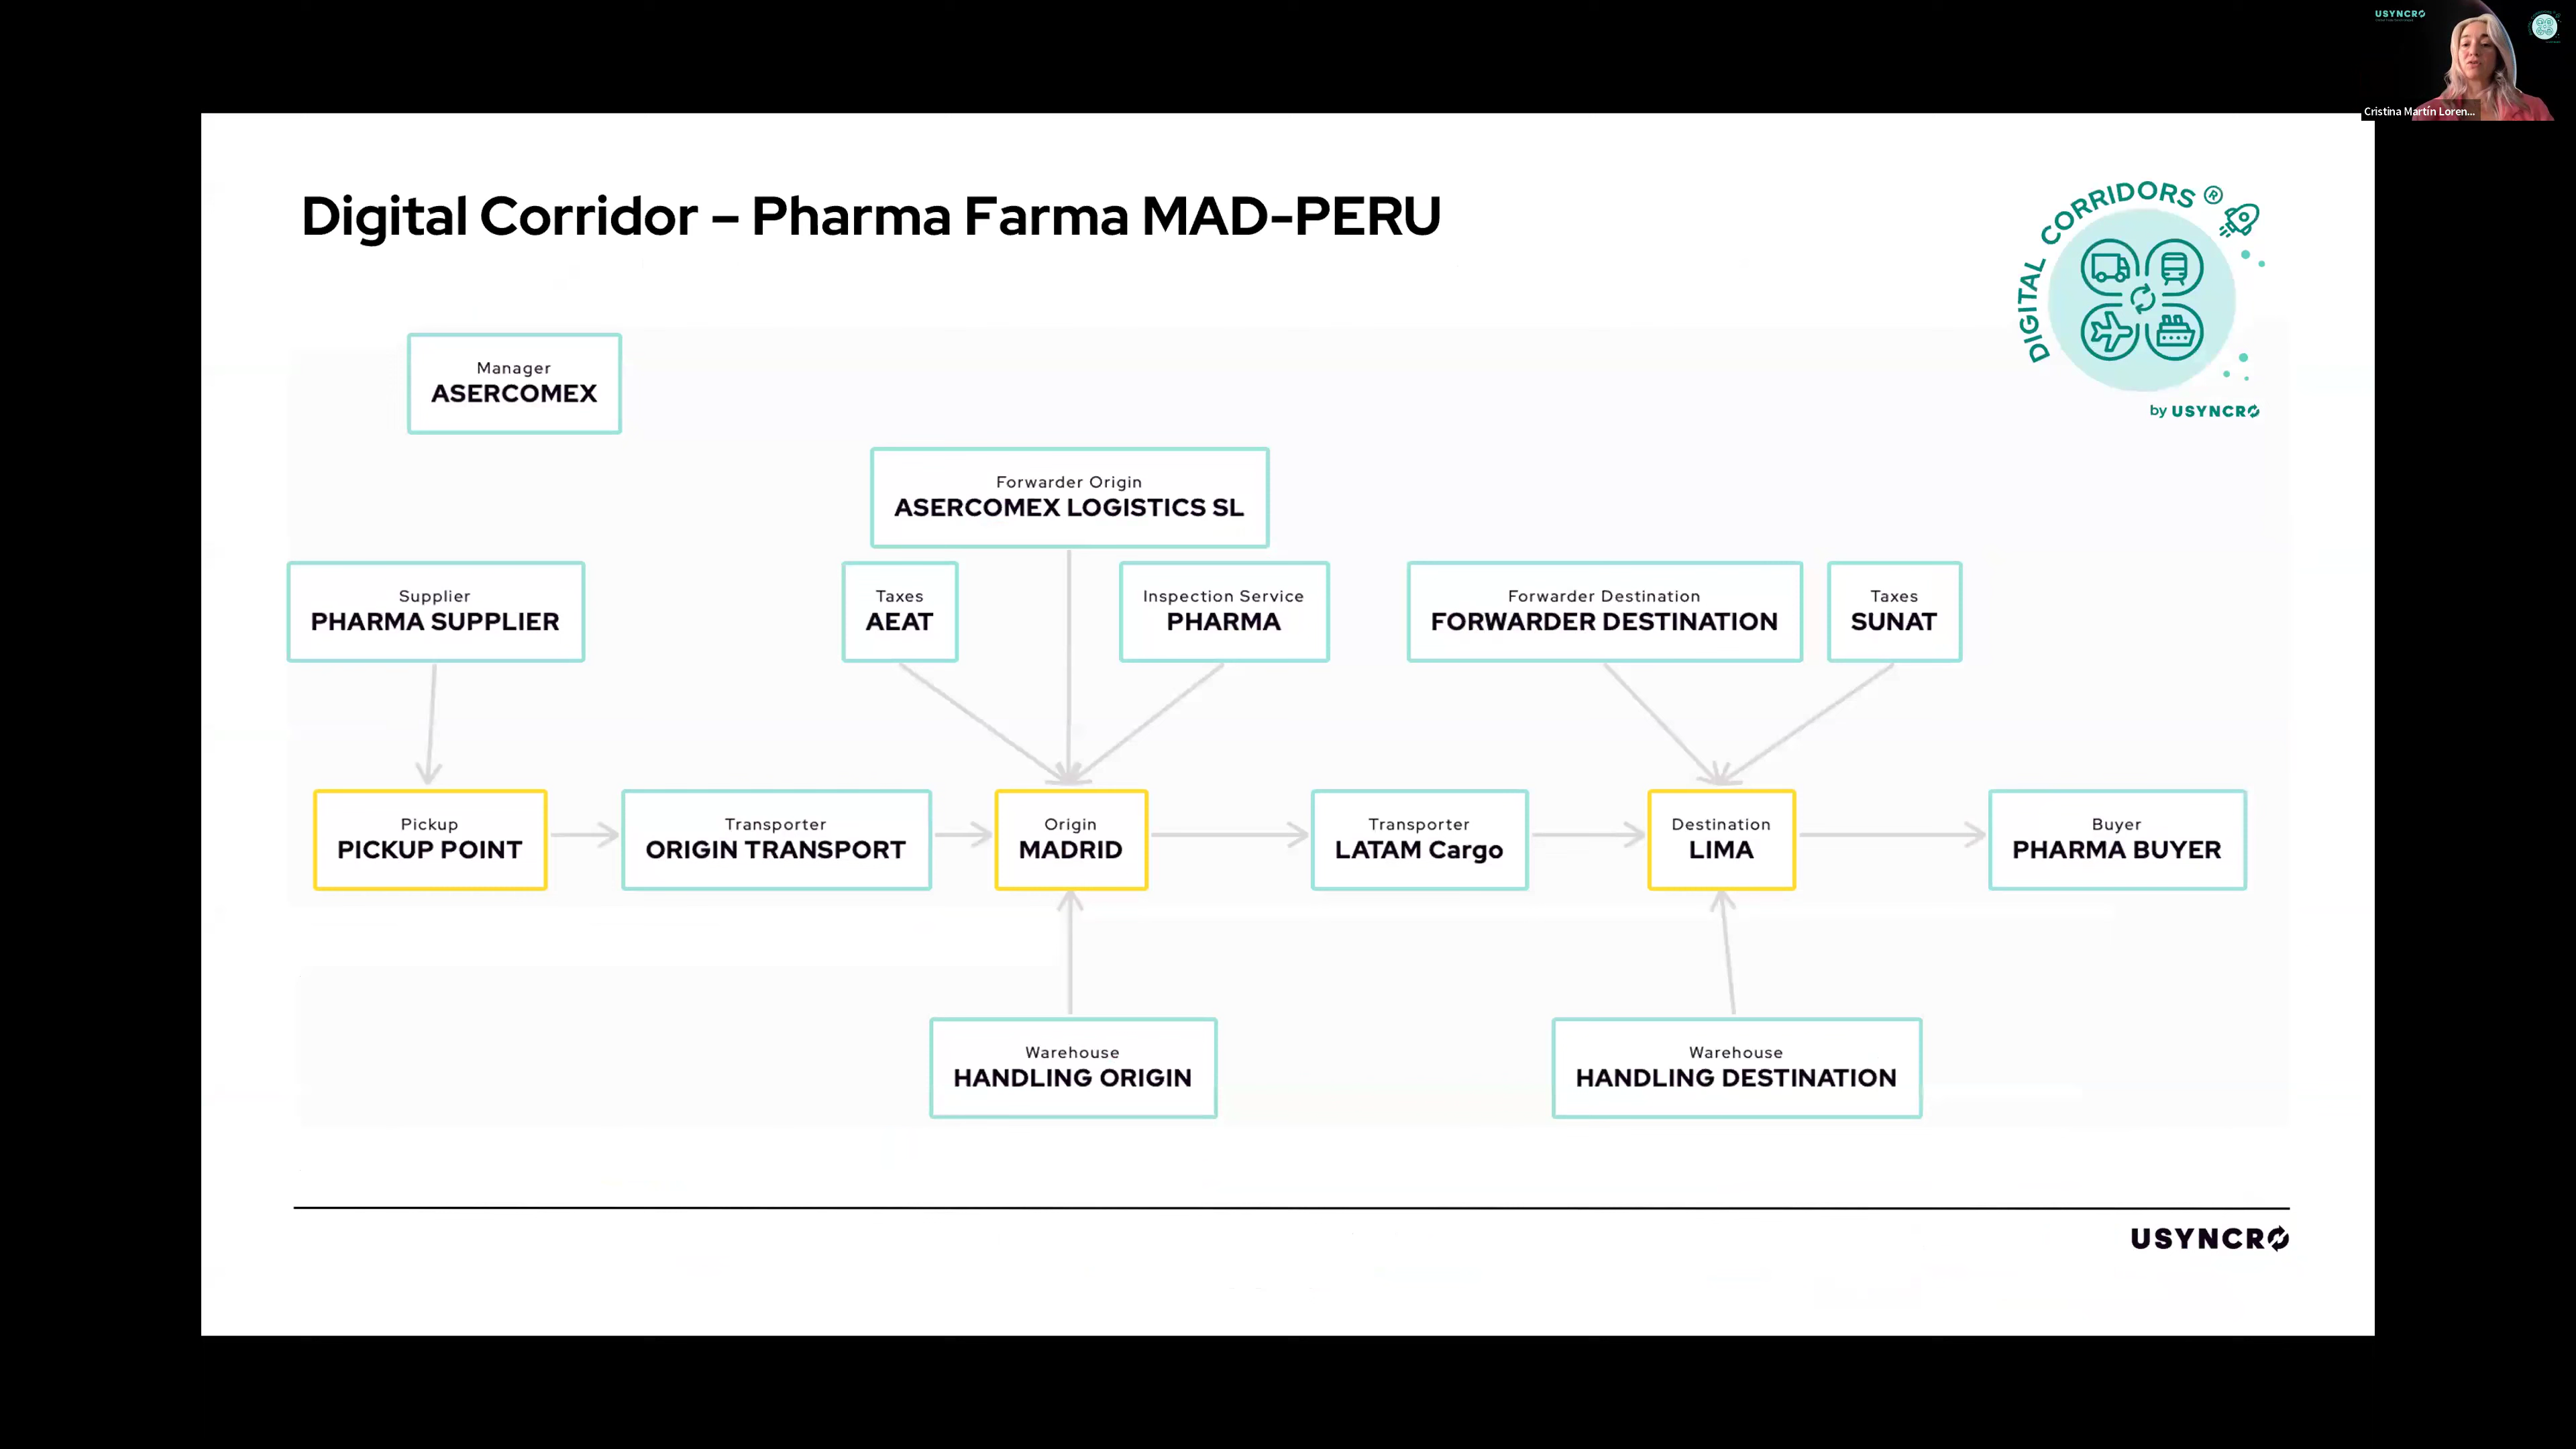 USYNCRO
Cristina Martín Loren...
Digital Corridor – Pharma Farma MAD-PERU
DIGITAL CORRIDORS ®
by USYNCRO
Manager
ASERCOMEX
Forwarder Origin
ASERCOMEX LOGISTICS SL
Supplier
PHARMA SUPPLIER
Taxes
AEAT
Inspection Service
PHARMA
Forwarder Destination
FORWARDER DESTINATION
Taxes
SUNAT
Pickup
PICKUP POINT
Transporter
ORIGIN TRANSPORT
Origin
MADRID
Transporter
LATAM Cargo
Destination
LIMA
Buyer
PHARMA BUYER
Warehouse
HANDLING ORIGIN
Warehouse
HANDLING DESTINATION
USYNCRO